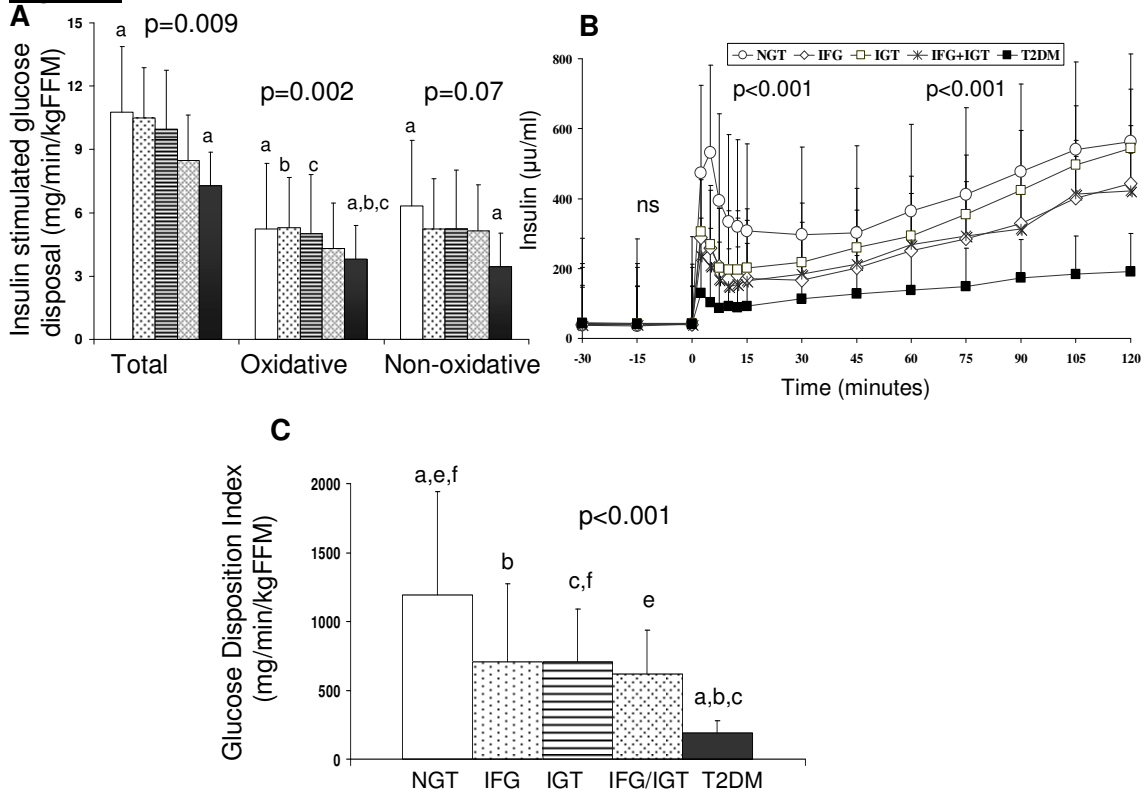 A
p=0.009
Insulin stimulated glucose
disposal (mg/min/kgFFM)
15
12
9
6
3
0
a
a
p=0.002
a
b
c
a,b,c
p=0.07
a
a
Total
Oxidative
Non-oxidative
B
NGT IFG IGT IFG+IGT T2DM
p<0.001
p<0.001
ns
Insulin (µu/ml)
800
600
400
200
0
-30 -15 0 15 30 45 60 75 90 105 120
Time (minutes)
C
Glucose Disposition Index
(mg/min/kgFFM)
2000
1500
1000
500
0
a,e,f
p<0.001
b
c,f
e
a,b,c
NGT IFG IGT IFG/IGT T2DM